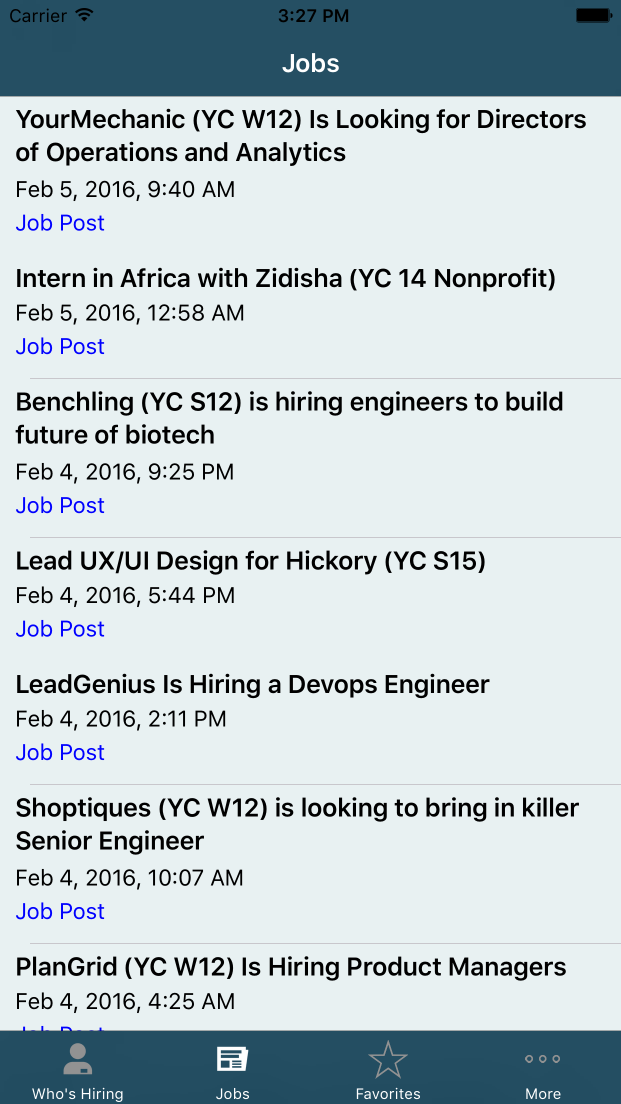 Carrier 3:27 PM
Jobs
YourMechanic (YC W12) Is Looking for Directors
of Operations and Analytics
Feb 5, 2016, 9:40 AM
Job Post
Intern in Africa with Zidisha (YC 14 Nonprofit)
Feb 5, 2016, 12:58 AM
Job Post
Benchling (YC S12) is hiring engineers to build
future of biotech
Feb 4, 2016, 9:25 PM
Job Post
Lead UX/UI Design for Hickory (YC S15)
Feb 4, 2016, 5:44 PM
Job Post
LeadGenius Is Hiring a Devops Engineer
Feb 4, 2016, 2:11 PM
Job Post
Shoptiques (YC W12) is looking to bring in killer
Senior Engineer
Feb 4, 2016, 10:07 AM
Job Post
PlanGrid (YC W12) Is Hiring Product Managers
Feb 4, 2016, 4:25 AM
Job Post
Who's Hiring Jobs Favorites More